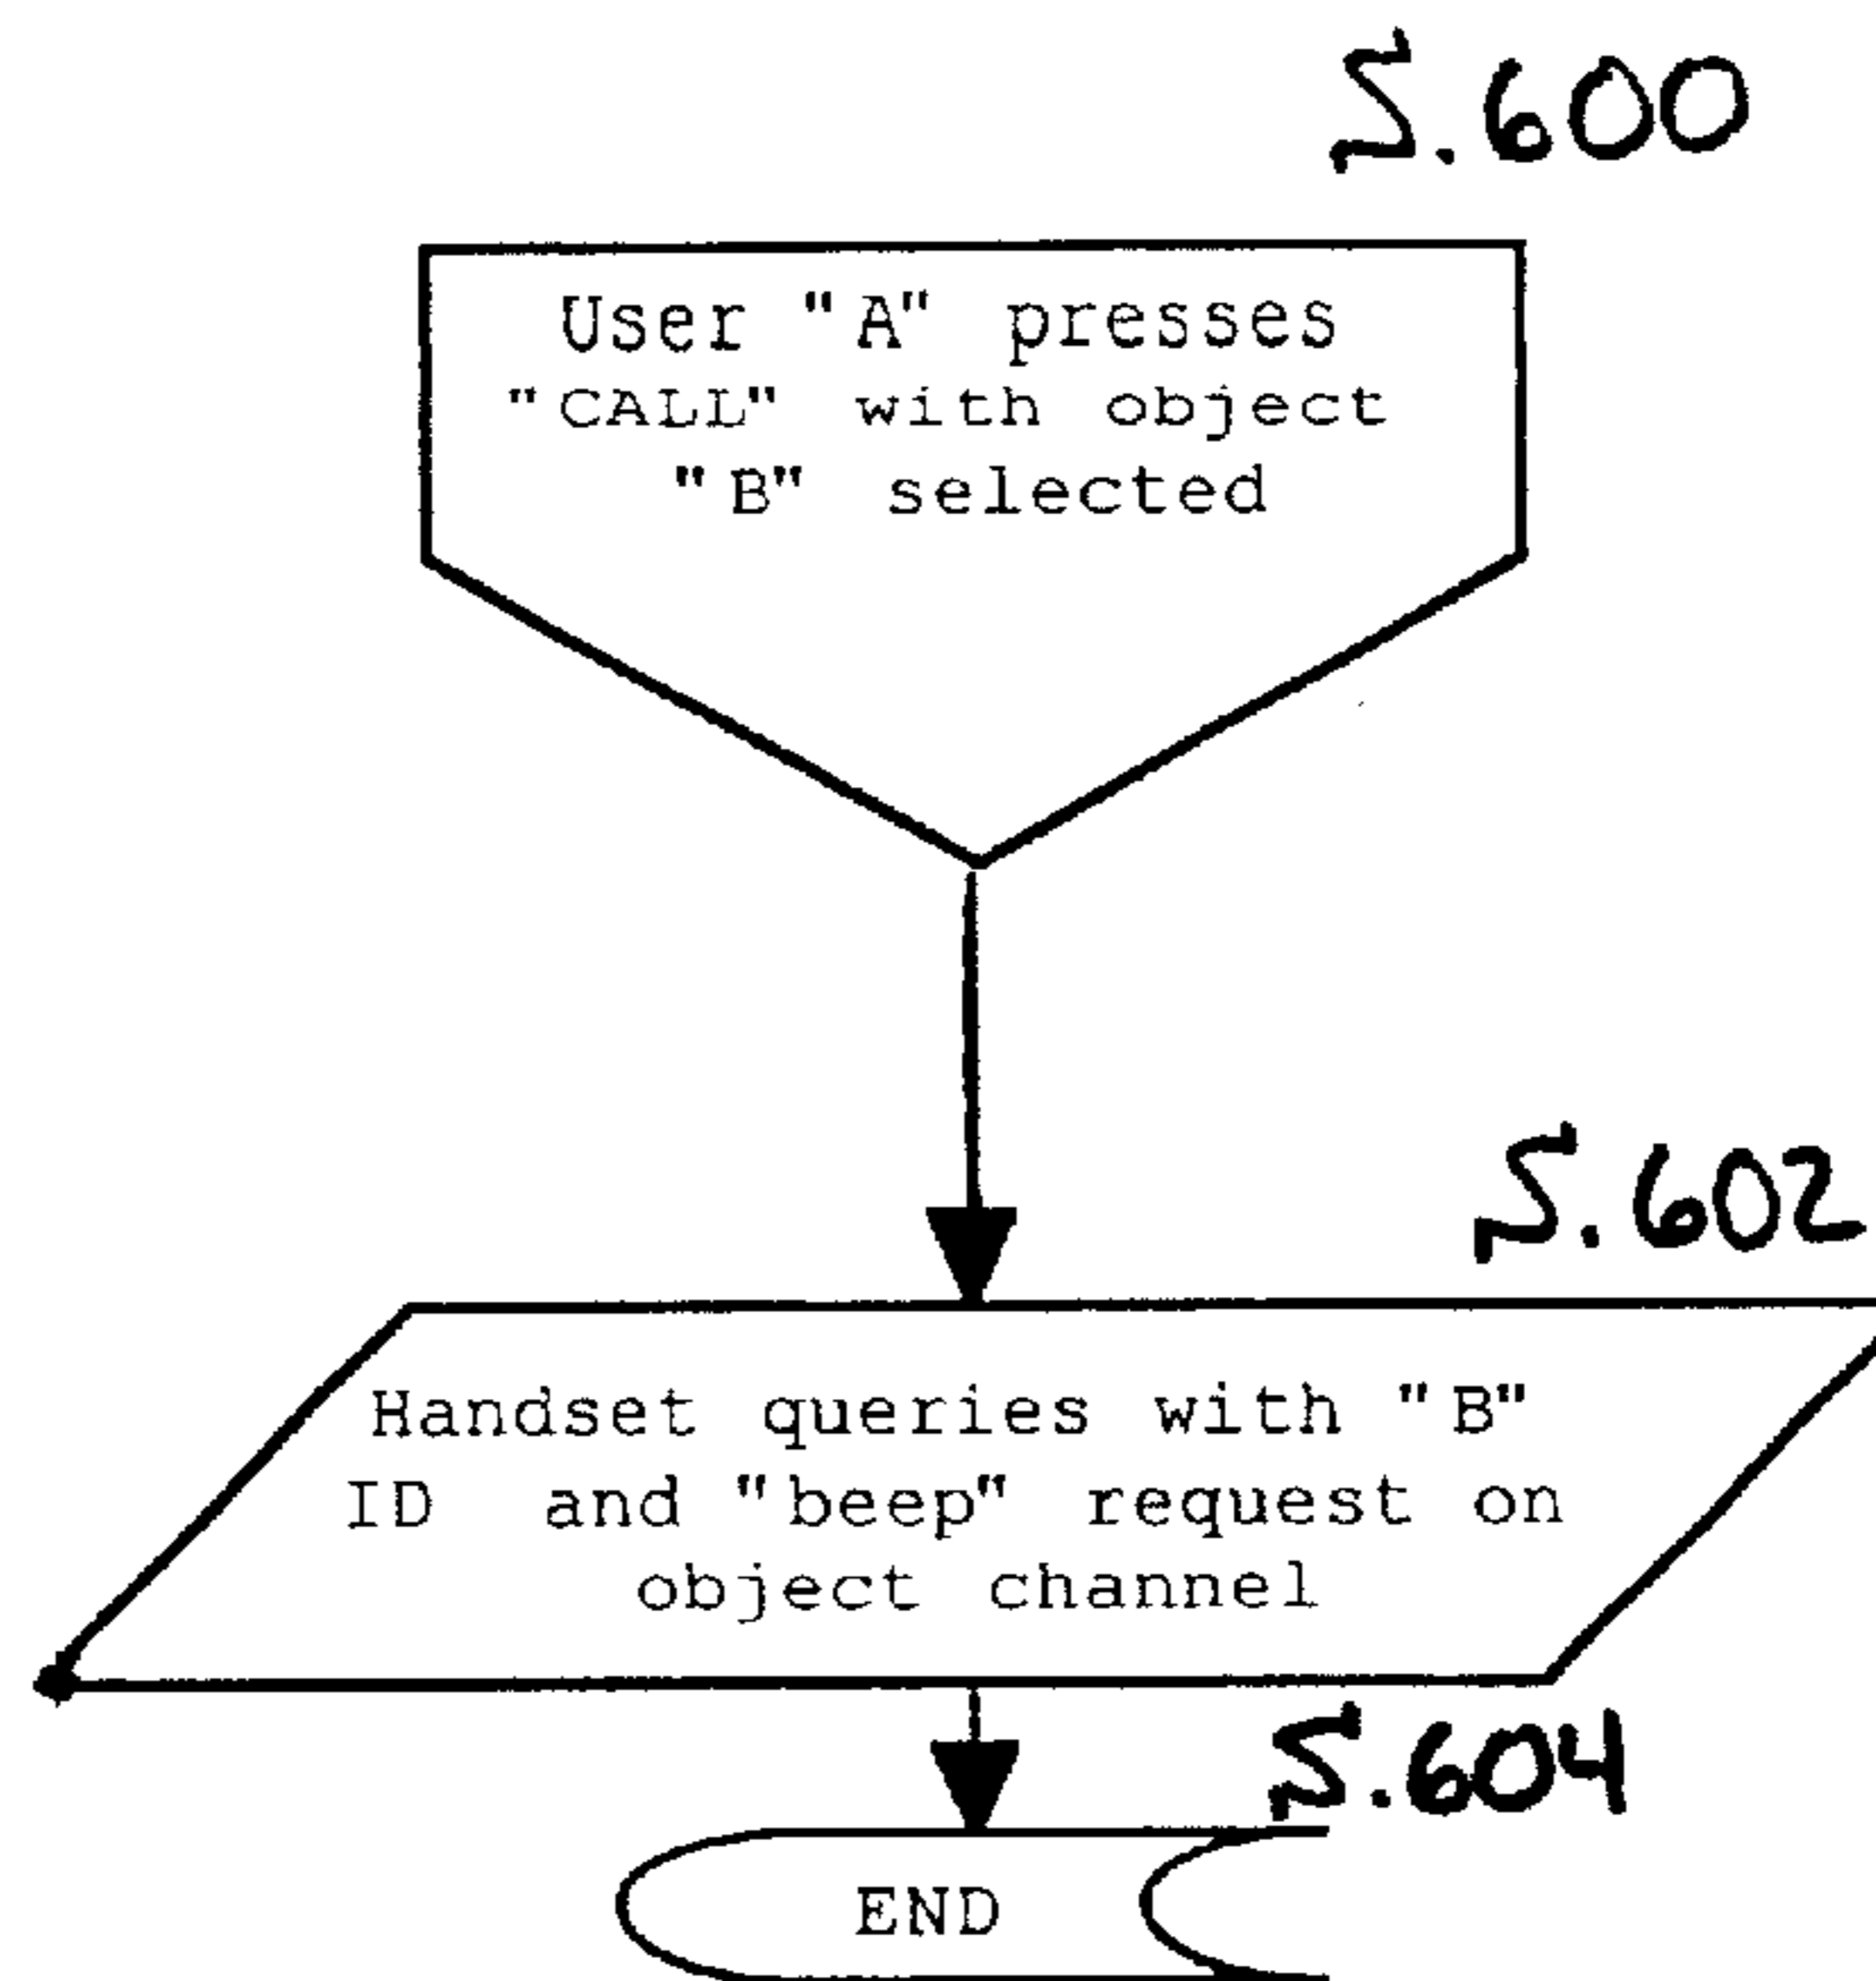 S.600
User "A" presses
"CALL" with object
"B" selected
S.602
Handset queries with "B"
ID and "beep" request on
object channel
S.604
END